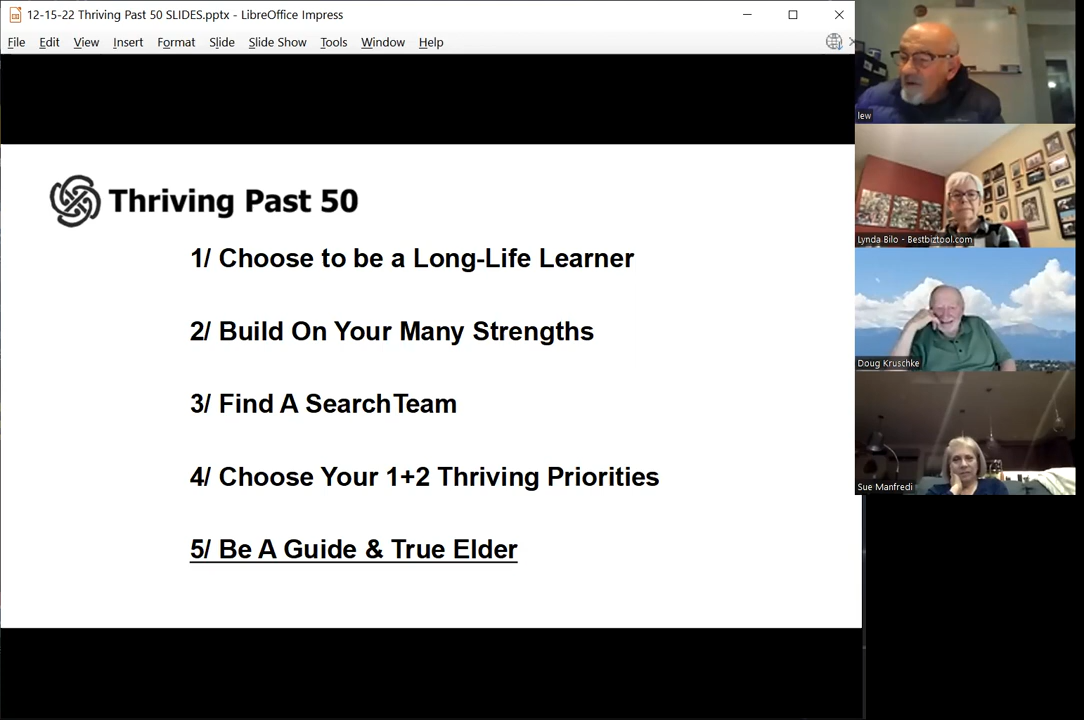 12-15-22 Thriving Past 50 SLIDES.pptx - LibreOffice Impress
File Edit View Insert Format Slide Slide Show Tools Window Help
Thriving Past 50
1/ Choose to be a Long-Life Learner
2/ Build On Your Many Strengths
3/ Find A SearchTeam
4/ Choose Your 1+2 Thriving Priorities
5/ Be A Guide & True Elder
lew
Lynda Bilo - Bestbiztool.com
Doug Kruschke
Sue Manfredi